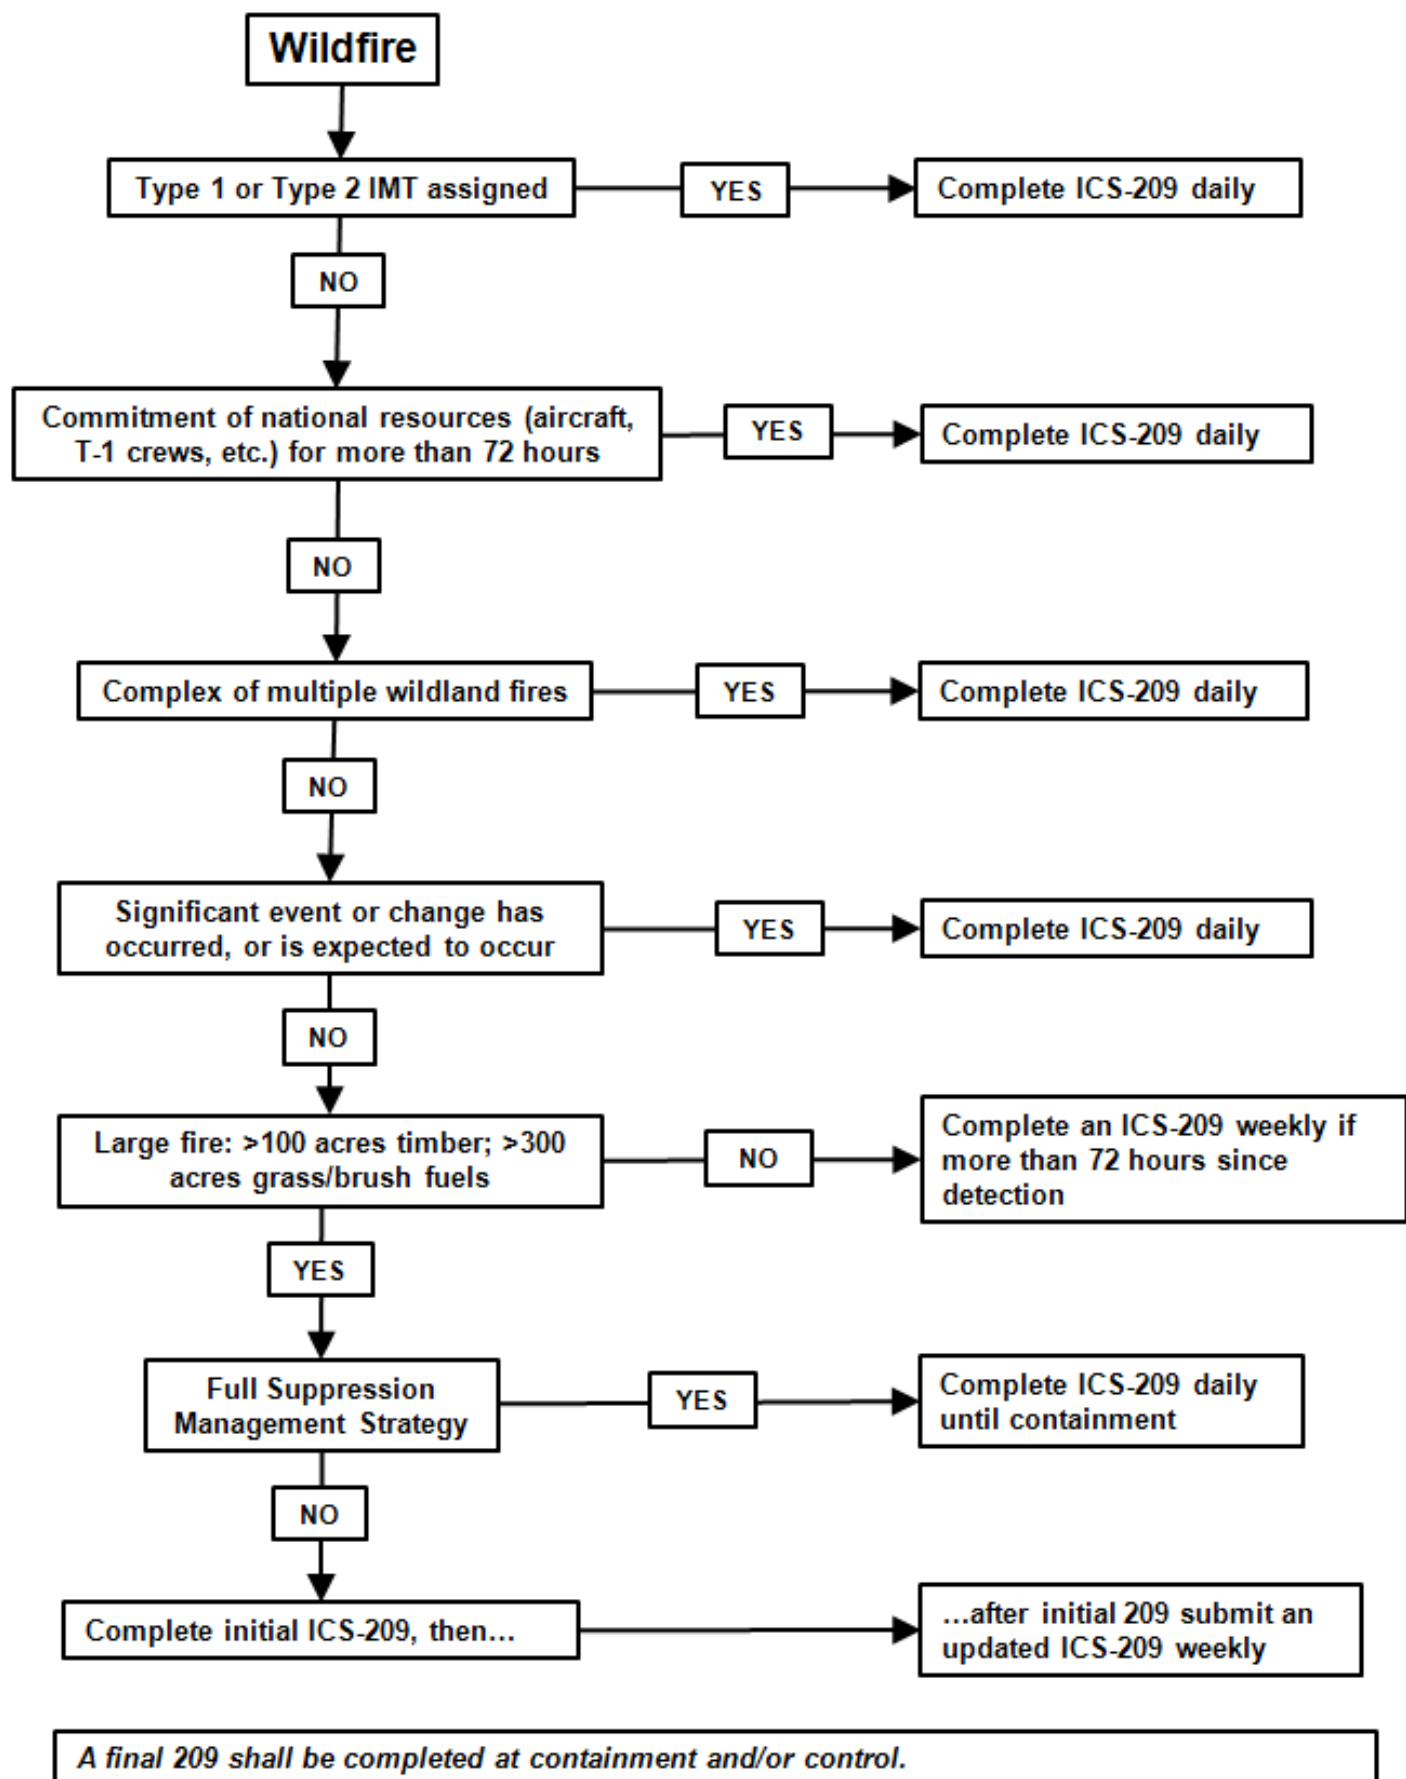 Wildfire
Type 1 or Type 2 IMT assigned
YES
Complete ICS-209 daily
NO
Commitment of national resources (aircraft,
T-1 crews, etc.) for more than 72 hours
YES
Complete ICS-209 daily
NO
Complex of multiple wildland fires
YES
Complete ICS-209 daily
NO
Significant event or change has
occurred, or is expected to occur
YES
Complete ICS-209 daily
NO
Large fire: >100 acres timber; >300
acres grass/brush fuels
NO
Complete an ICS-209 weekly if
more than 72 hours since
detection
YES
Full Suppression
Management Strategy
YES
Complete ICS-209 daily
until containment
NO
Complete initial ICS-209, then…
…after initial 209 submit an
updated ICS-209 weekly
A final 209 shall be completed at containment and/or control.